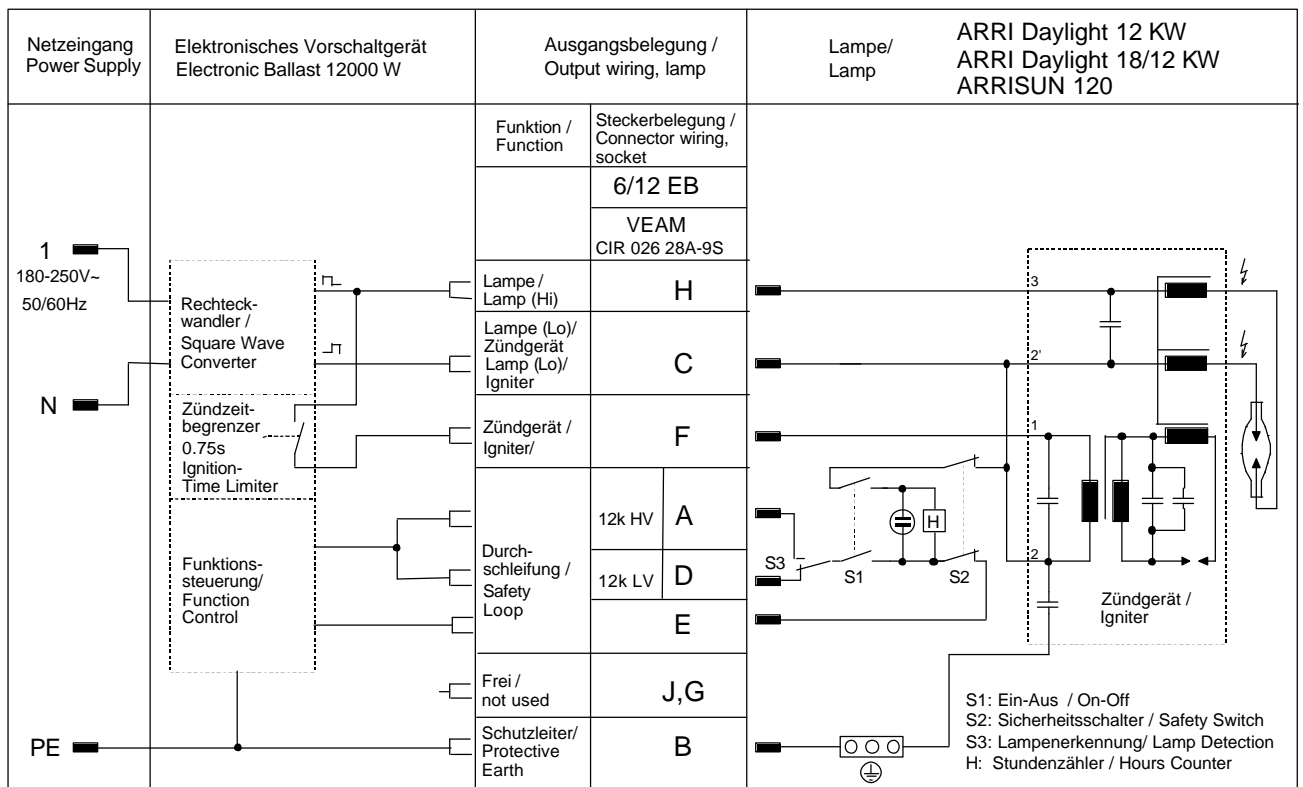 Netzeingang
Power Supply
Elektronisches Vorschaltgerät
Electronic Ballast 12000 W
Ausgangsbelegung /
Output wiring, lamp
Lampe/
Lamp
ARRI Daylight 12 KW
ARRI Daylight 18/12 KW
ARRISUN 120
Funktion /
Function
Steckerbelegung /
Connector wiring,
socket
6/12 EB
VEAM
CIR 026 28A-9S
1
180-250V~
50/60Hz
N
PE
Rechteck-
wandler /
Square Wave
Converter
Zündzeit-
begrenzer
0.75s
Ignition-
Time Limiter
Funktions-
steuerung/
Function
Control
Lampe /
Lamp (Hi)
H
Lampe (Lo)/
Zündgerät
Lamp (Lo)/
Igniter
C
Zündgerät /
Igniter/
F
Durch-
schleifung /
Safety
Loop
12k HV
A
12k LV
D
E
Frei /
not used
J,G
Schutzleiter/
Protective
Earth
B
3
2'
1
2
H
S3
S1
S2
Zündgerät /
Igniter
S1: Ein-Aus / On-Off
S2: Sicherheitsschalter / Safety Switch
S3: Lampenerkennung/ Lamp Detection
H: Stundenzähler / Hours Counter